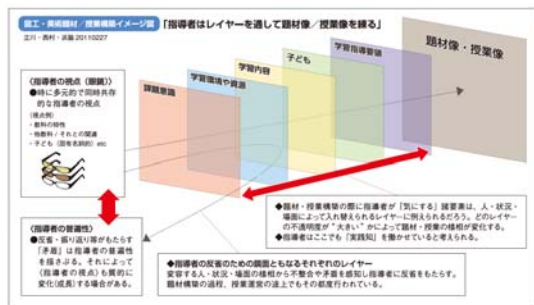 図工・美術題材/授業構築イメージ図
「指導者はレイヤーを通して題材像/授業像を練る」
立川・西村・浜脇 20110227
〈指導者の視点(眼鏡)〉
●時に多元的で同時共存
的な指導者の視点
(視点例)
・教科の特性
・他教科/それとの関連
・子ども(固有名詞的)etc
課題意識
学習環境や資源
学習内容
子ども
学習指導要領
題材像・授業像
〈指導者の普遍性〉
●反省・振り返り等がもたらす
「矛盾」は指導者の普遍性
を揺さぶる。それによって
〈指導者の視点〉も質的に
変化(成長)する場合がある。
◆題材・授業構築の際に指導者が「気にする」諸要素は、人・状況・
場面によって入れ替えられるレイヤーに例えられるだろう。どのレイヤー
の不透明度が“大きい”かによって題材・授業の様相が変化する。
◆指導者はここでも「実践知」を働かせていると考えられる。
◆指導者の反省のための鏡面ともなるそれぞれのレイヤー
変容する人・状況・場面の様相から不整合や矛盾を感知し指導者に反省をもたらす。
題材構築の過程、授業運営の途上でもその都度行われている。